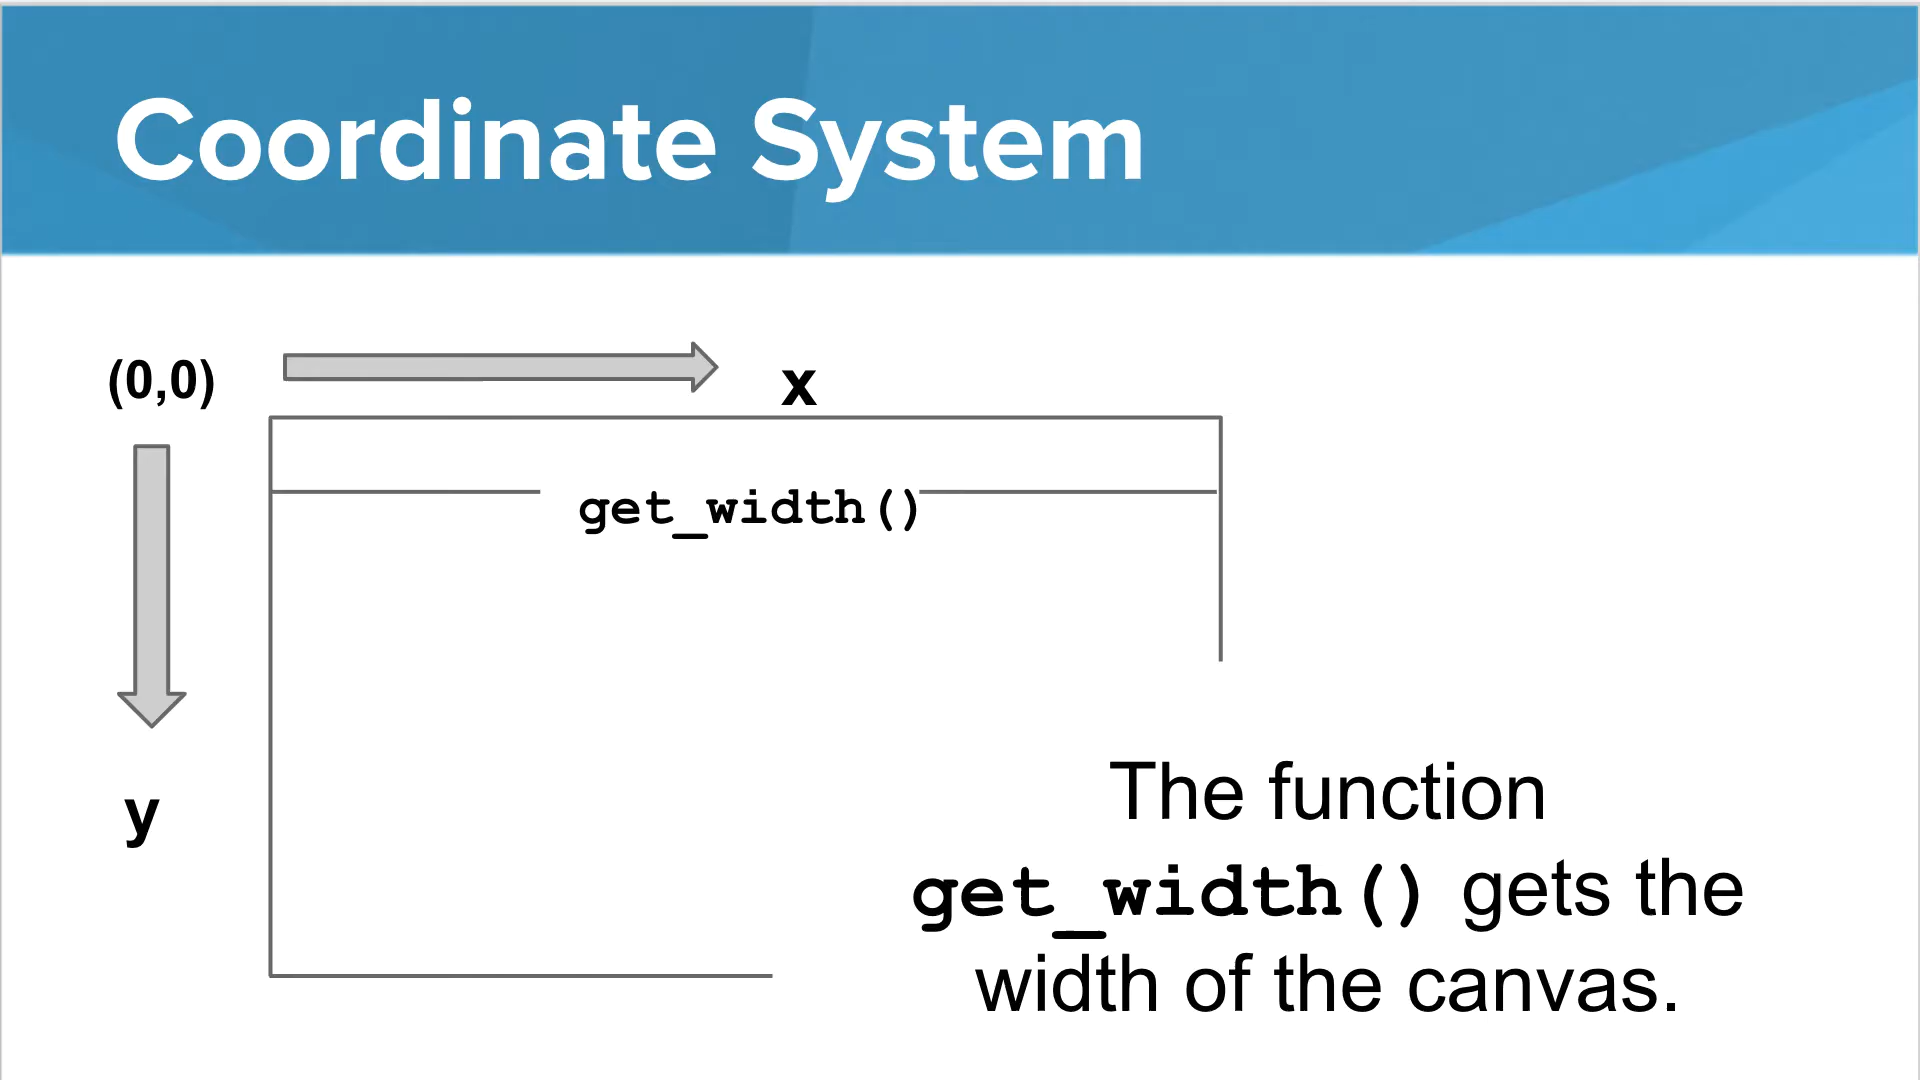 Coordinate System
(0,0)
x
get_width()
y
The function
get_width() gets the
width of the canvas.